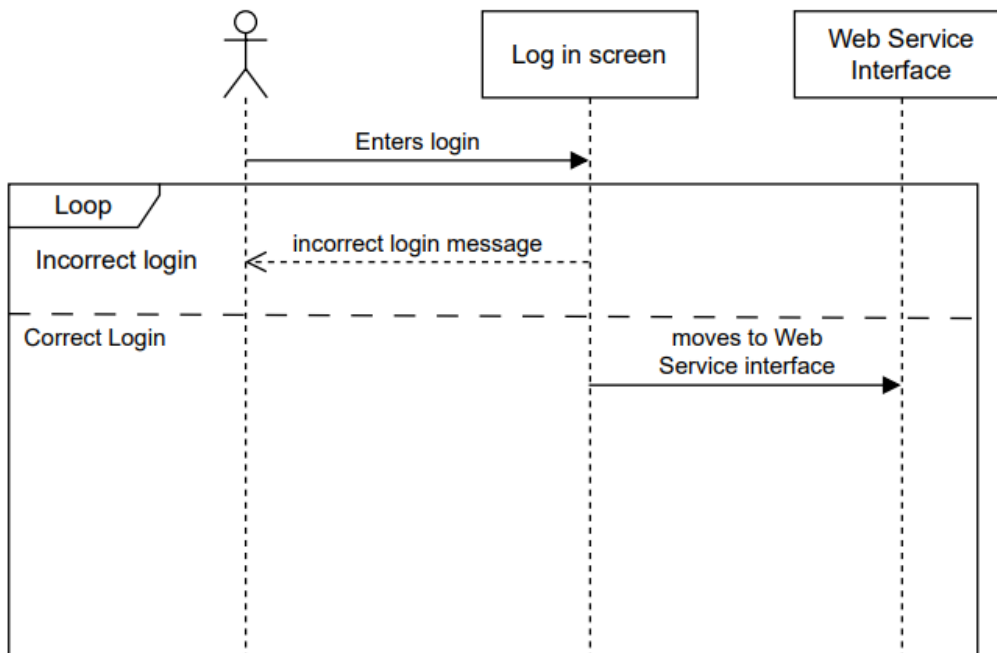 Log in screen
Web Service
Interface
Enters login
Loop
incorrect login message
Incorrect login
Correct Login
moves to Web
Service interface